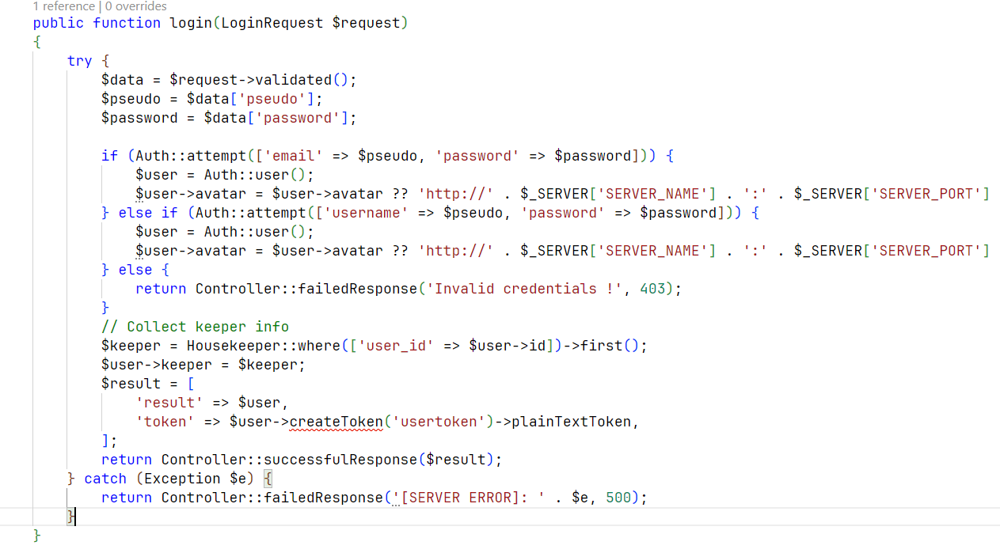 1 reference | 0 overrides
public function login(LoginRequest $request)
{
    try {
        $data = $request->validated();
        $pseudo = $data['pseudo'];
        $password = $data['password'];

        if (Auth::attempt(['email' => $pseudo, 'password' => $password])) {
            $user = Auth::user();
            $user->avatar = $user->avatar ?? 'http://' . $_SERVER['SERVER_NAME'] . ':' . $_SERVER['SERVER_PORT']
        } else if (Auth::attempt(['username' => $pseudo, 'password' => $password])) {
            $user = Auth::user();
            $user->avatar = $user->avatar ?? 'http://' . $_SERVER['SERVER_NAME'] . ':' . $_SERVER['SERVER_PORT']
        } else {
            return Controller::failedResponse('Invalid credentials !', 403);
        }
        // Collect keeper info
        $keeper = Housekeeper::where(['user_id' => $user->id])->first();
        $user->keeper = $keeper;
        $result = [
            'result' => $user,
            'token' => $user->createToken('usertoken')->plainTextToken,
        ];
        return Controller::successfulResponse($result);
    } catch (Exception $e) {
        return Controller::failedResponse('[SERVER ERROR]: ' . $e, 500);
    }
}